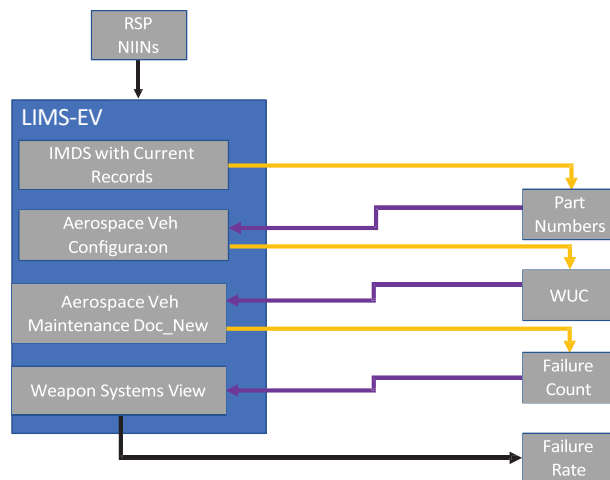 RSP
NIINs
LIMS-EV
IMDS with Current
Records
Part
Numbers
Aerospace Veh
Configura:on
WUC
Aerospace Veh
Maintenance Doc_New
Failure
Count
Weapon Systems View
Failure
Rate